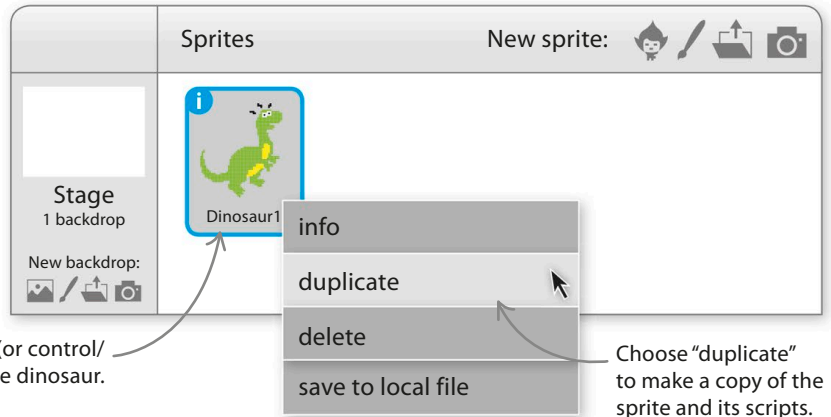 Sprites
New sprite:
i
Stage
1 backdrop
New backdrop:
Dinosaur1
info
duplicate
delete
save to local file
(or control/
e dinosaur.
Choose “duplicate”
to make a copy of the
sprite and its scripts.